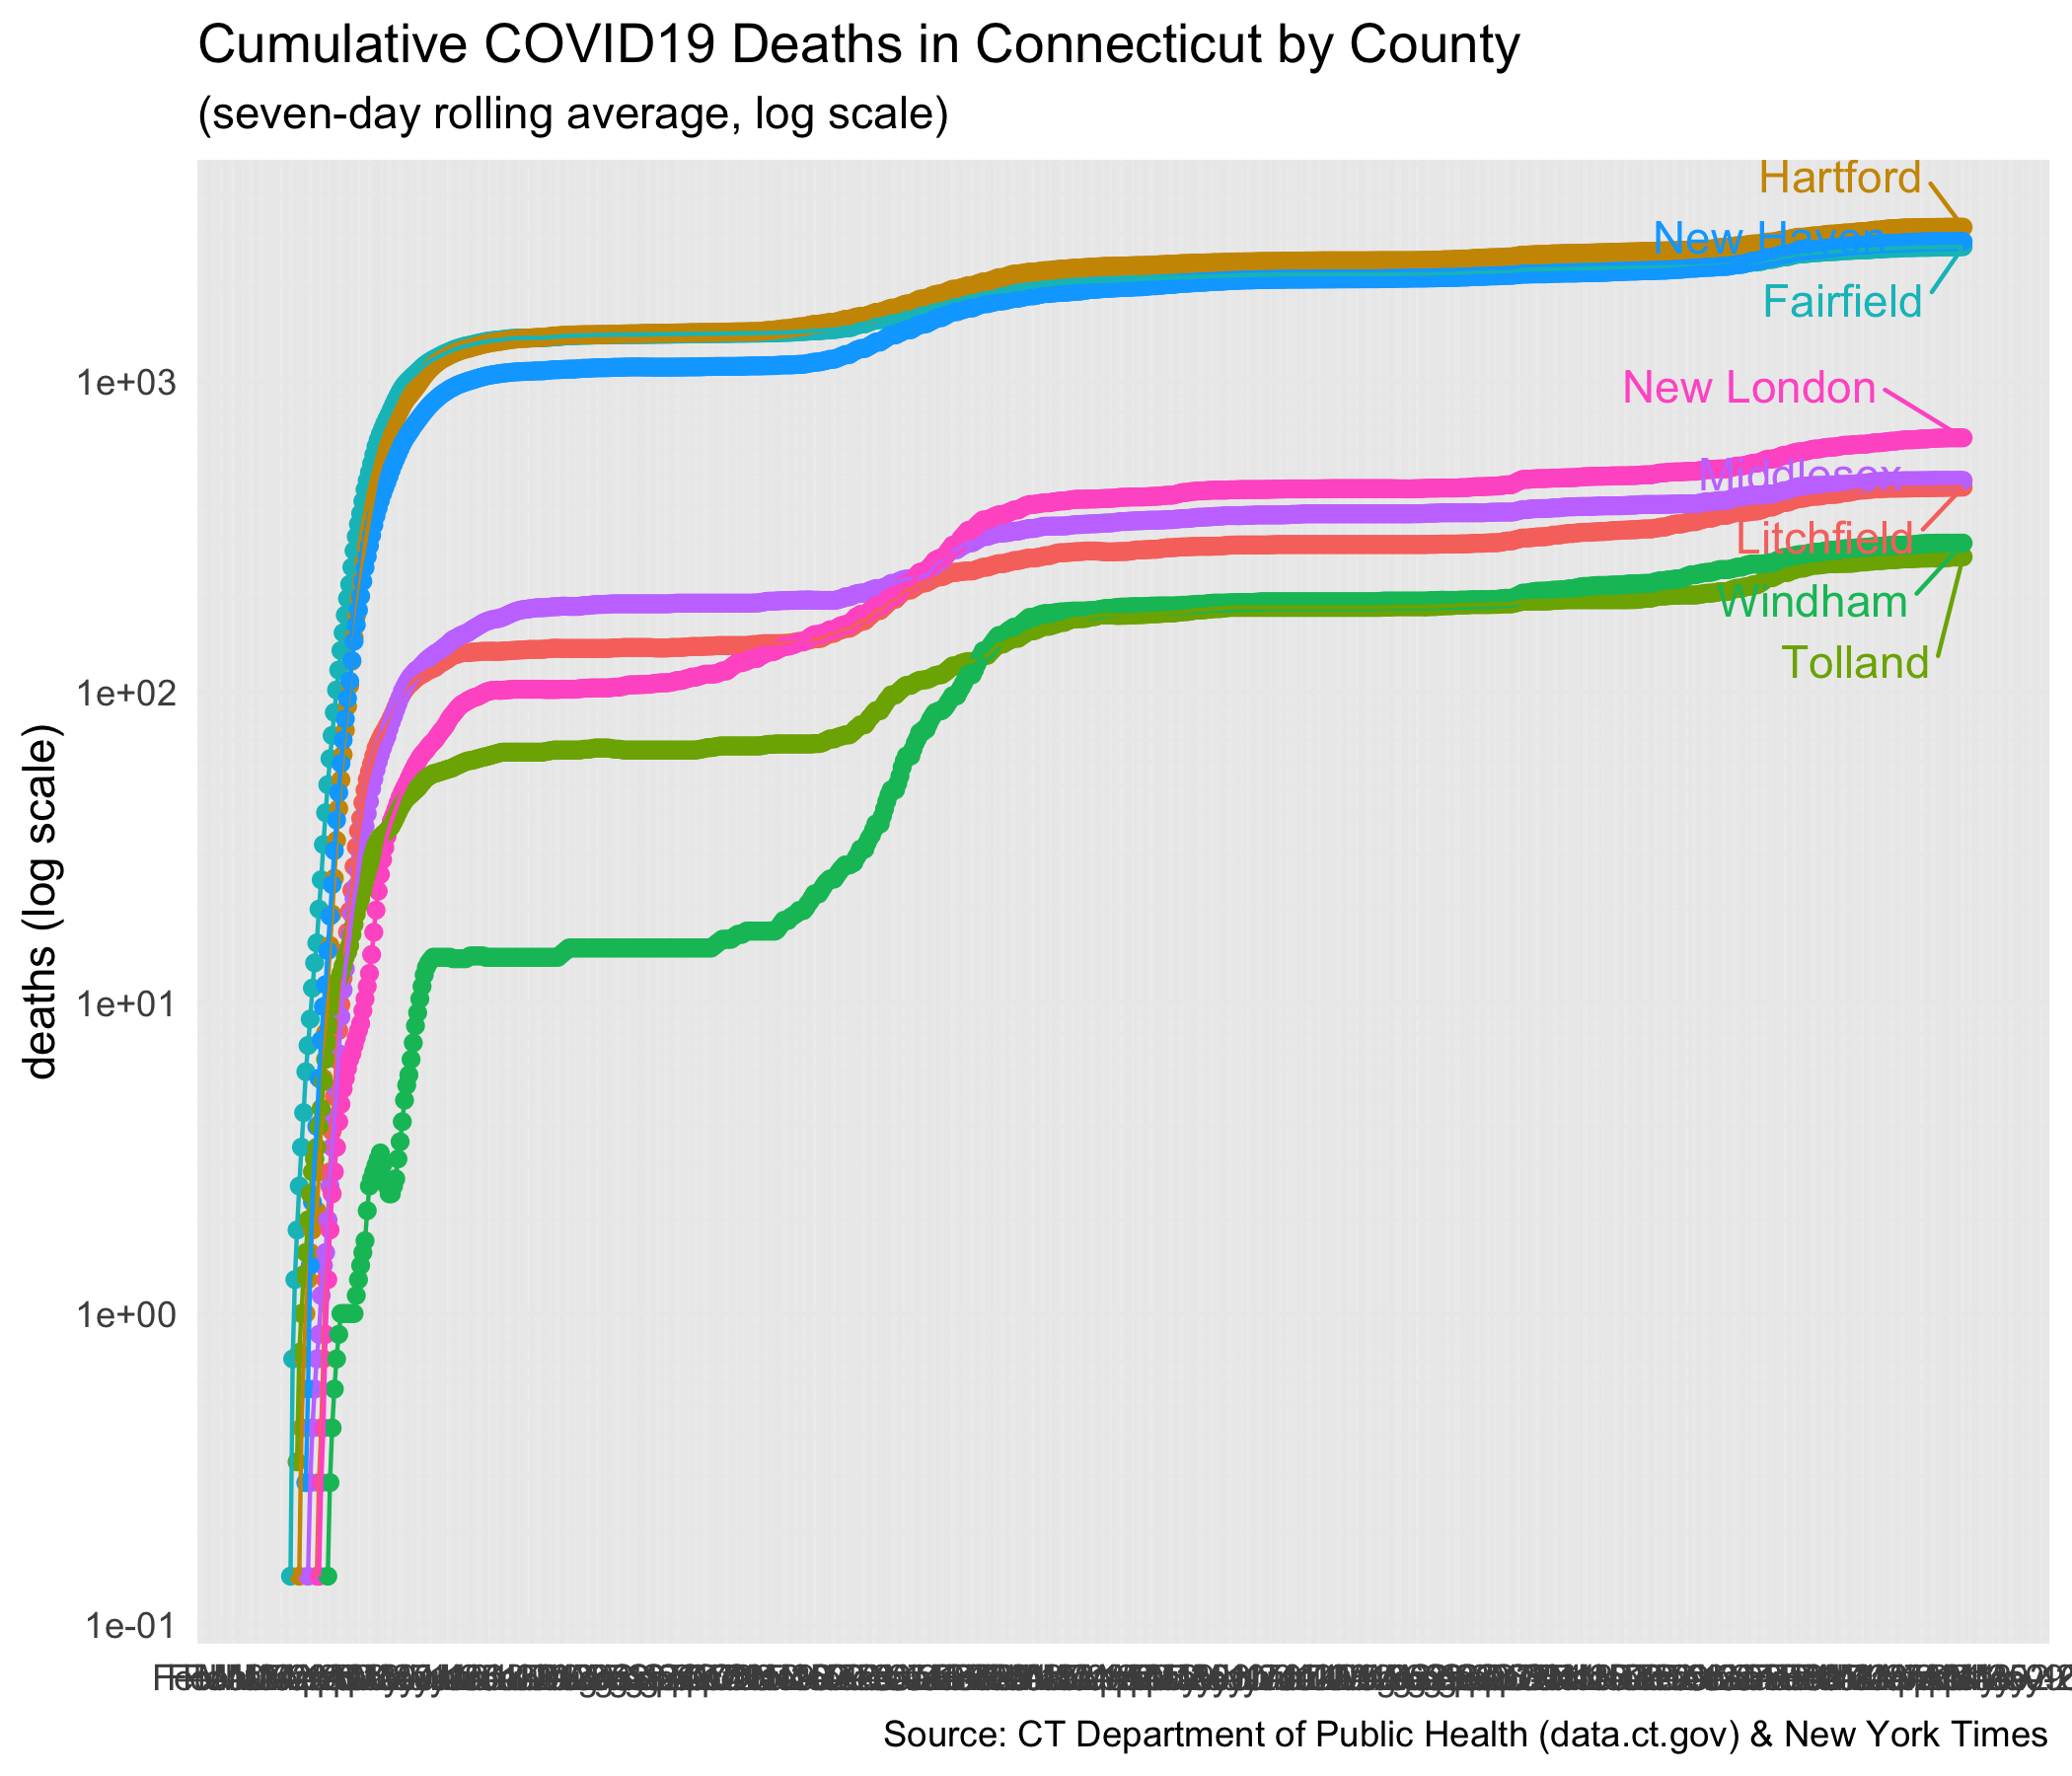 Cumulative COVID19 Deaths in Connecticut by County
(seven-day rolling average, log scale)
Hartford
New Haven
Fairfield
1e+03
New London
Middlesex
Litchfield
Windham
Tolland
1e+02
deaths (log scale)
1e+01
1e+00
1e-01
Source: CT Department of Public Health (data.ct.gov) & New York Times